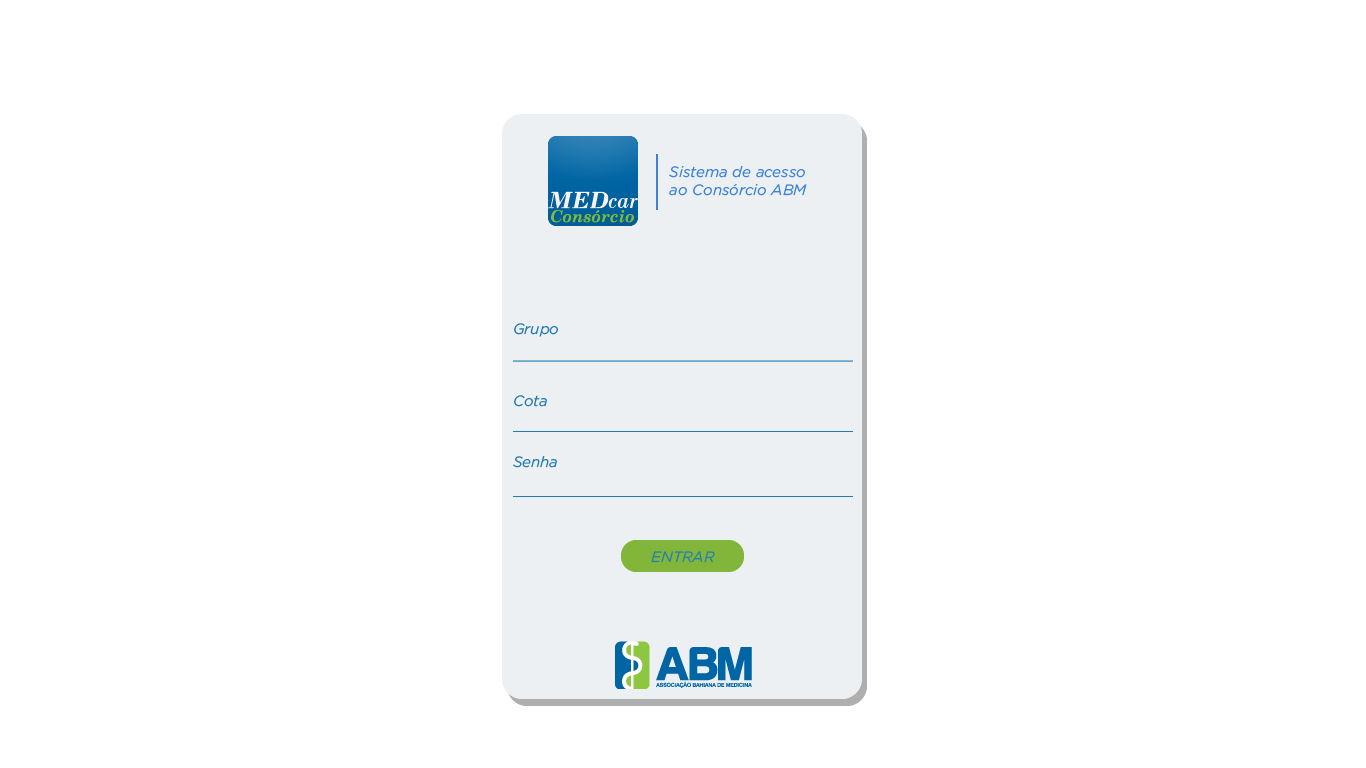 MEDcar
Consórcio
Sistema de acesso
ao Consórcio ABM
Grupo
Cota
Senha
ENTRAR
ABM
ASSOCIAÇÃO BAHIANA DE MEDICINA